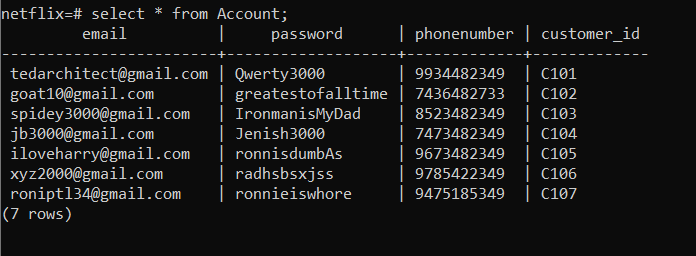 netflix=# select * from Account;
email | password | phonenumber | customer_id
------------------------+------------------+-------------+-------------
tedarchitect@gmail.com | Qwerty3000 | 9934482349 | C101
goat10@gmail.com | greatestofalltime | 7436482733 | C102
spidey3000@gmail.com | IronmanisMyDad | 8523482349 | C103
jb3000@gmail.com | Jenish3000 | 7473482349 | C104
iloveharry@gmail.com | ronnisdumbAs | 9673482349 | C105
xyz2000@gmail.com | radhsbsxjss | 9785422349 | C106
roniptl34@gmail.com | ronnieiswhore | 9475185349 | C107
(7 rows)